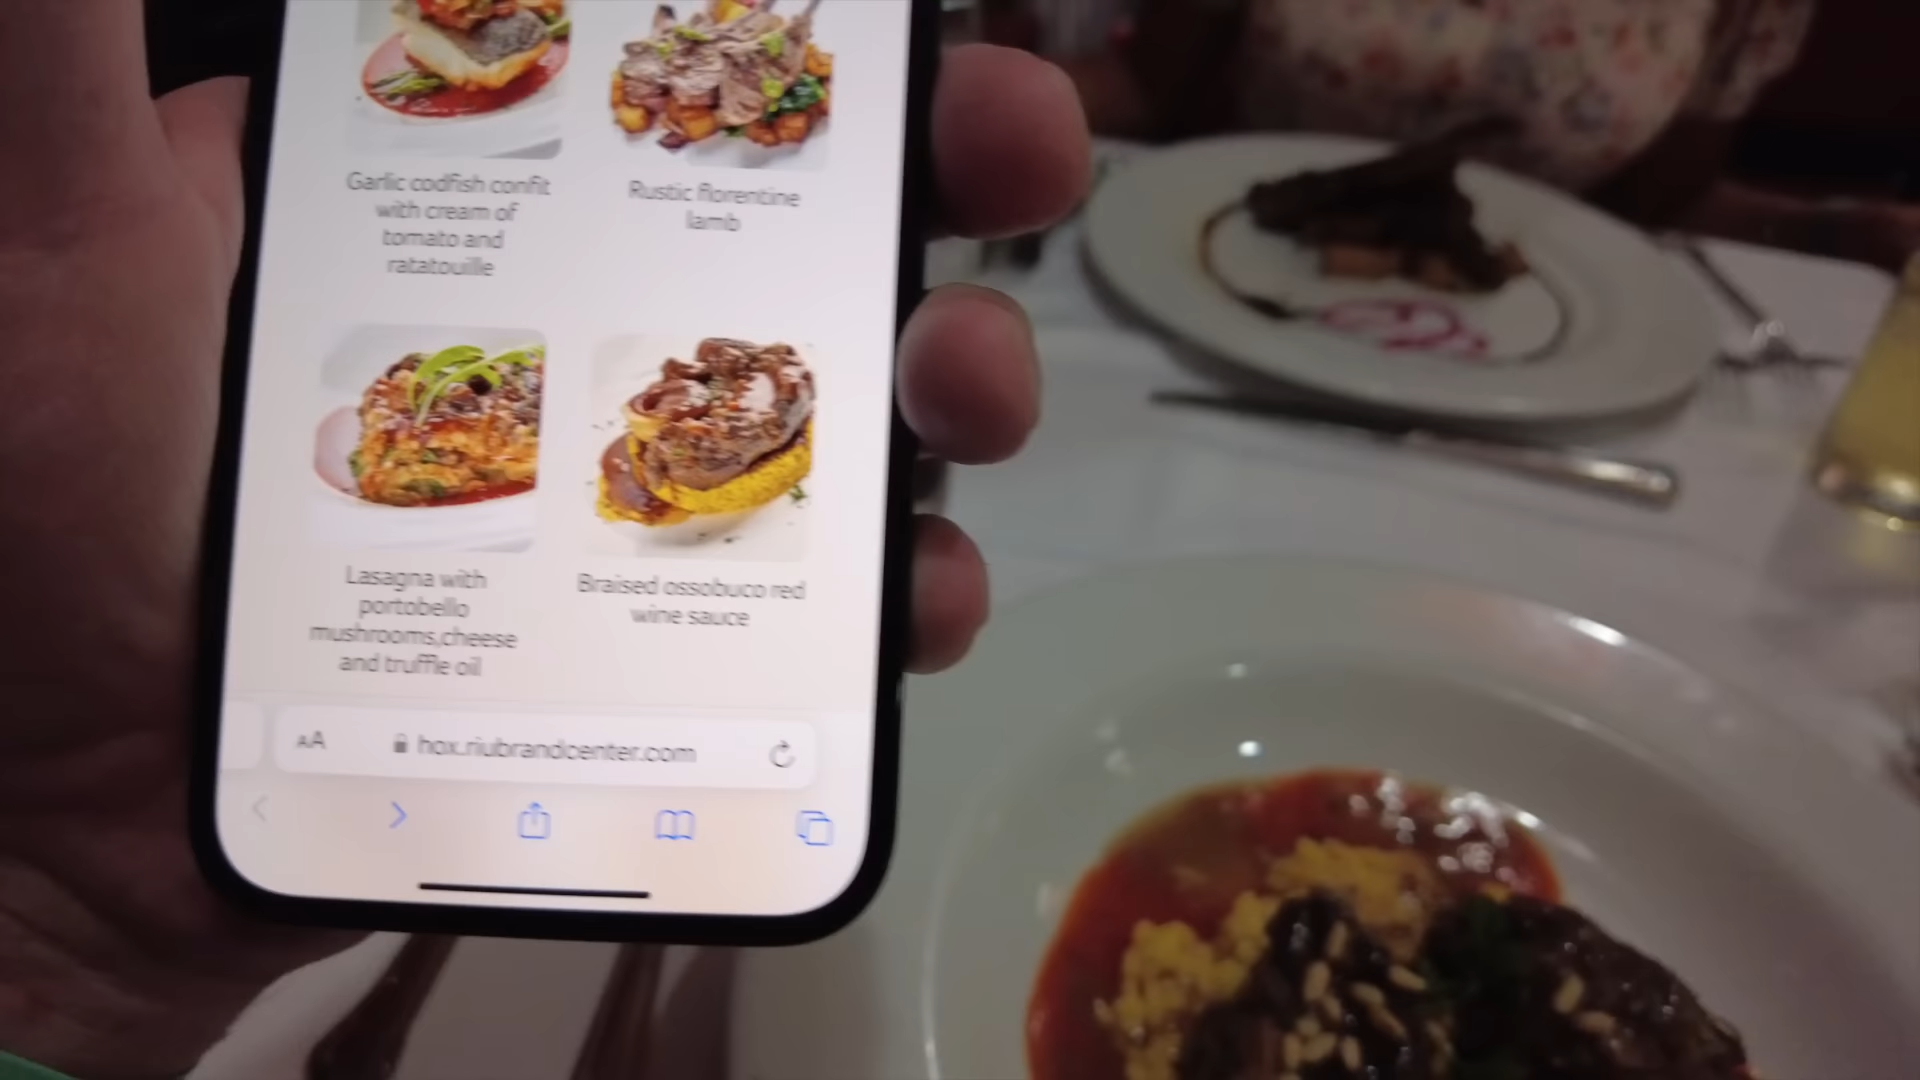 Garlic codfish confit
with cream of
tomato and
ratatouille
Rustic florentine
lamb
Lasagna with
portobello
mushrooms,cheese
and truffle oil
Braised ossobuco red
wine sauce
AA
hox.riubrandcenter.com